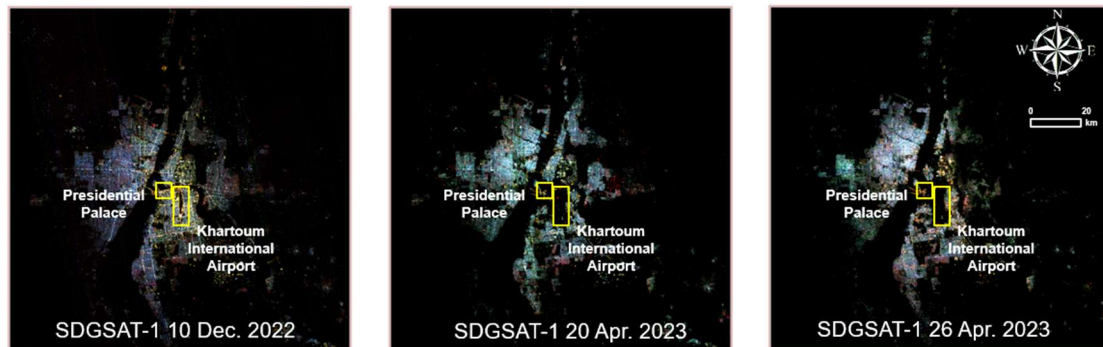 Presidential
Palace
Khartoum
International
Airport
SDGSAT-1 10 Dec. 2022
Presidential
Palace
Khartoum
International
Airport
SDGSAT-1 20 Apr. 2023
N
W
E
S
0 20
km
Presidential
Palace
Khartoum
International
Airport
SDGSAT-1 26 Apr. 2023